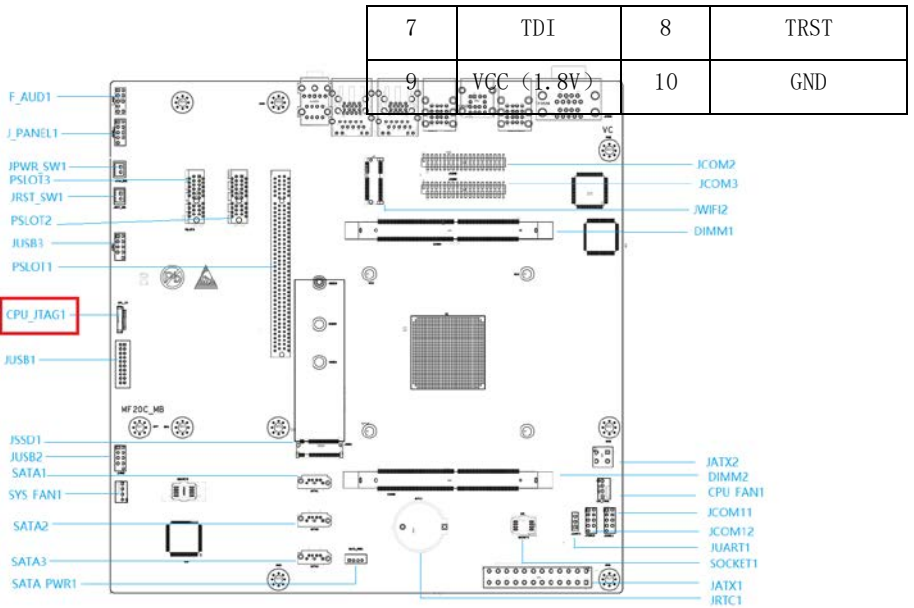 7 TDI 8 TRST
9 VCC (1.8V) 10 GND
F_AUD1
J_PANEL1
JPWR_SW1
PSLOT3
JRST_SW1
PSLOT2
JUSB3
PSLOT1
CPU_JTAG1
JUSB1
MF20C_MB
JSSD1
JUSB2
SATA1
SYS FAN1
SATA2
SATA3
SATA PWR1
VC
JCOM2
JCOM3
JWIFI2
DIMM1
JATX2
DIMM2
CPU FAN1
JCOM11
JCOM12
JUART1
SOCKET1
JATX1
JRTC1
Pb